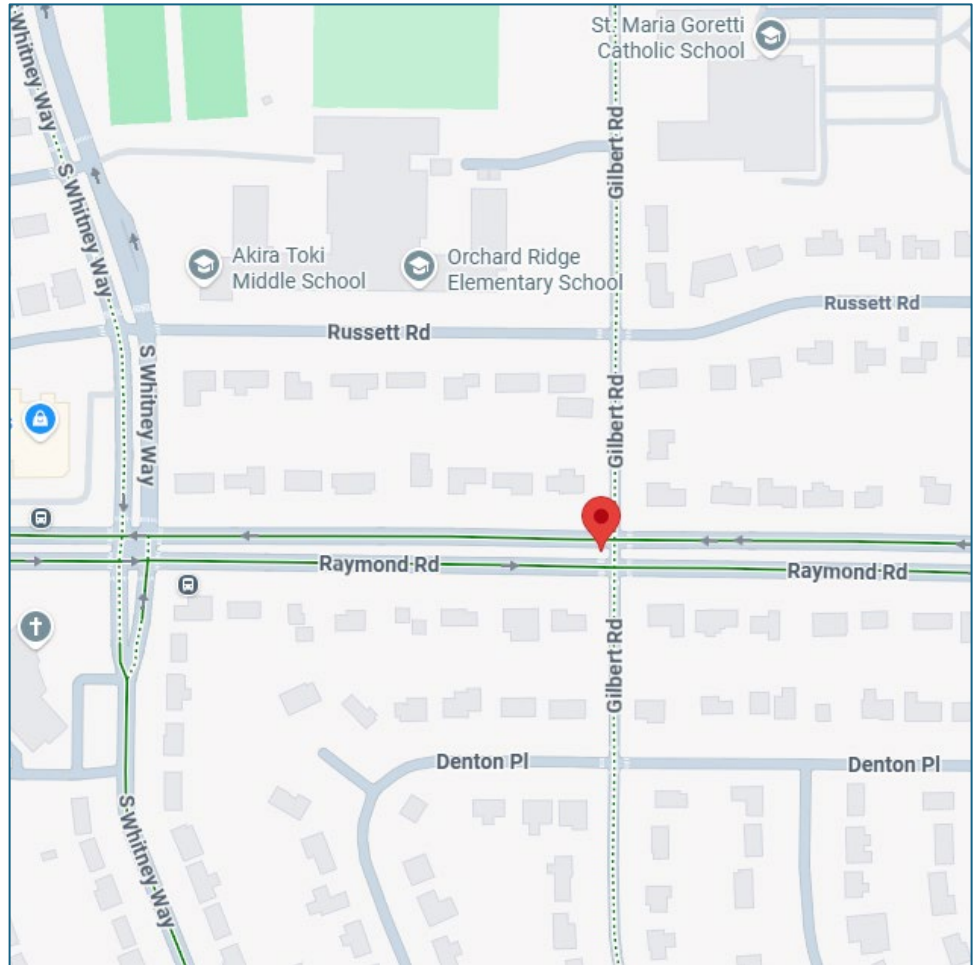 Whitney Way
St. Maria Goretti
Catholic School
Gilbert Rd
S Whitney Way
Akira Toki
Middle School
Orchard Ridge
Elementary School
Russett Rd
Russett Rd
S Whitney Way
Gilbert Rd
Raymond Rd
Raymond Rd
Gilbert Rd
Denton Pl
Denton Pl
S Whitney Way